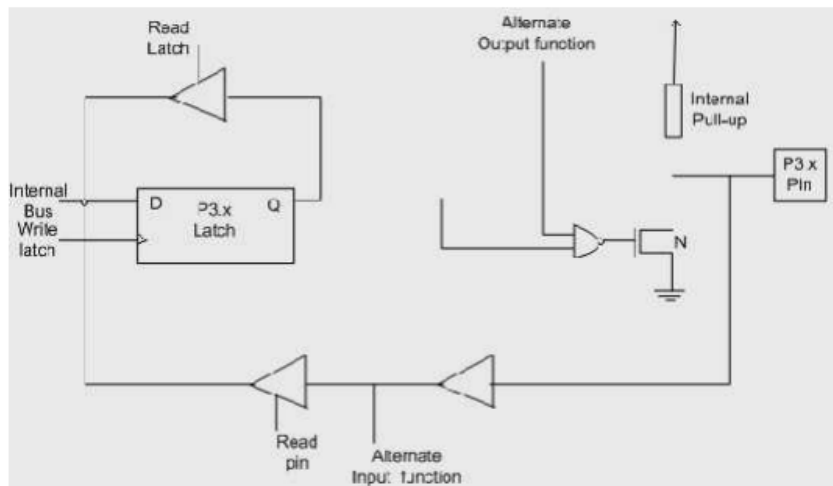 Read
Latch
Alternate
Output function
Internal
Pull-up
P3.x
Pin
Internal
Bus
Write
latch
D
P3.x
Latch
Q
N
Read
pin
Alternate
Input function